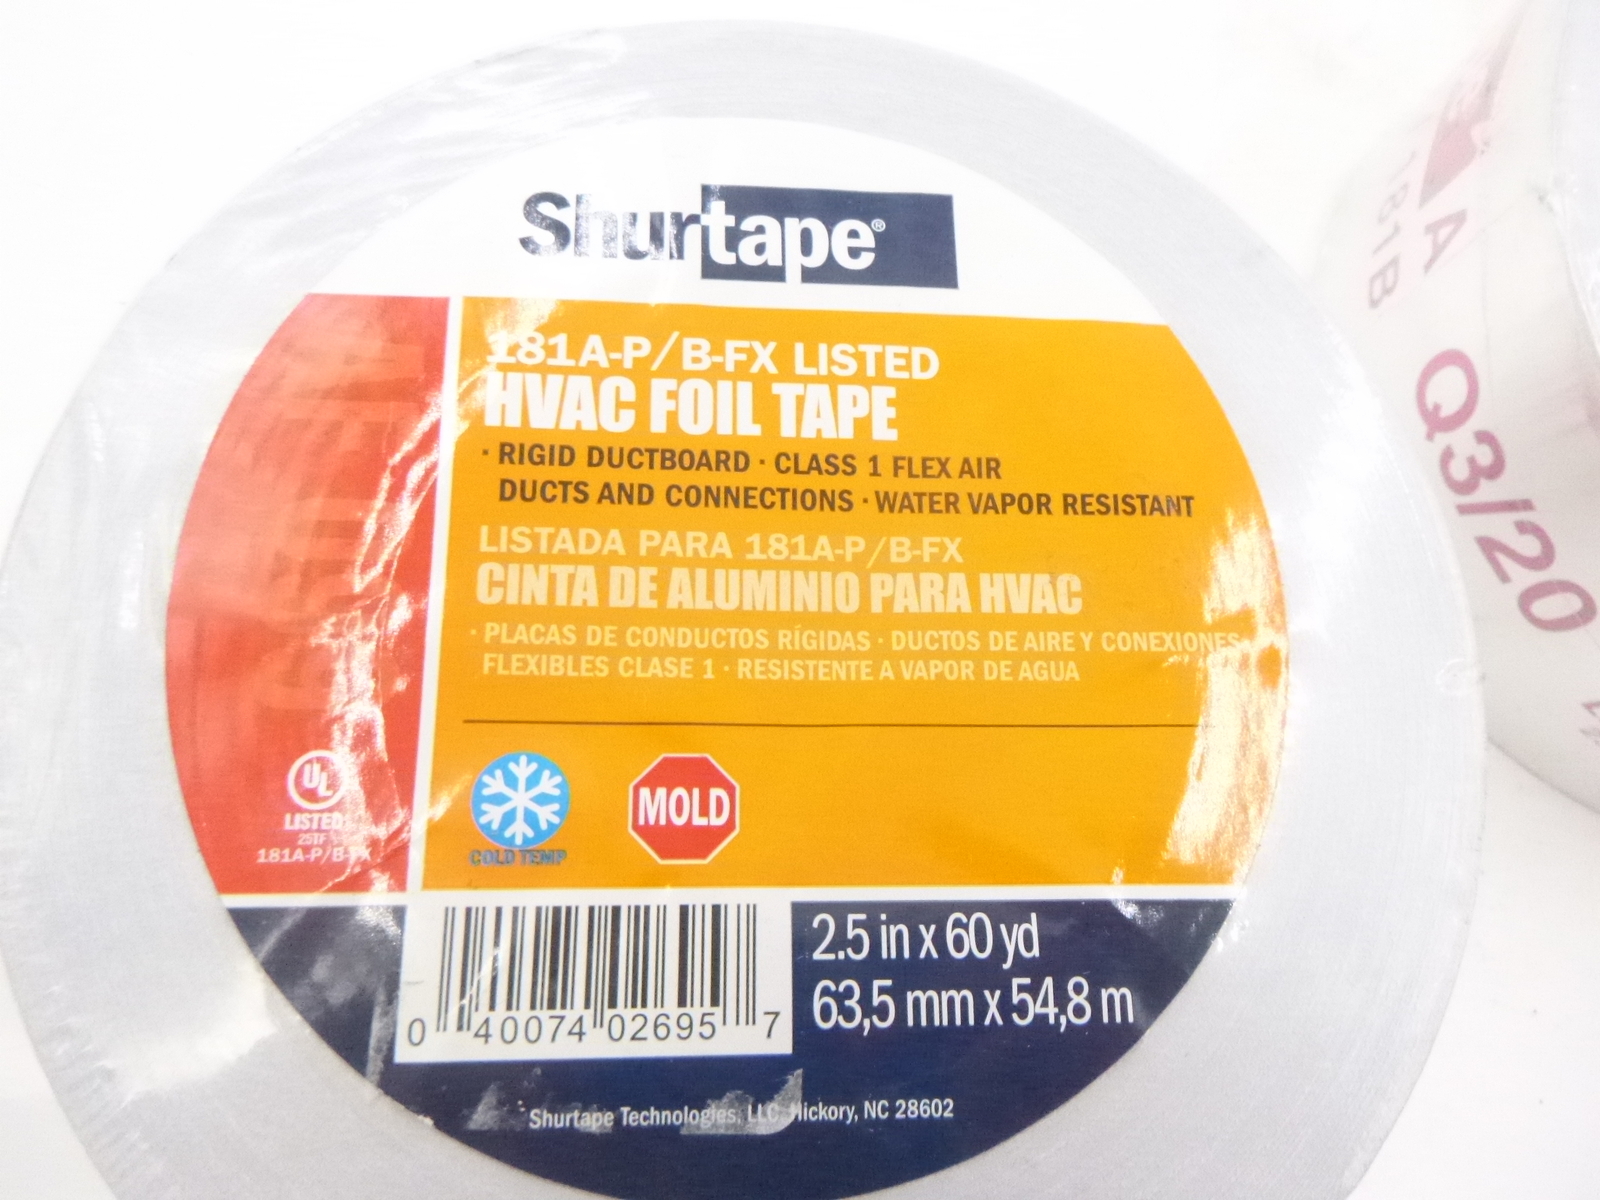 Shurtape®
181A-P/B-FX LISTED
HVAC FOIL TAPE
· RIGID DUCTBOARD · CLASS 1 FLEX AIR
DUCTS AND CONNECTIONS · WATER VAPOR RESISTANT
LISTADA PARA 181A-P/B-FX
CINTA DE ALUMINIO PARA HVAC
· PLACAS DE CONDUCTOS RÍGIDAS · DUCTOS DE AIRE Y CONEXIONES
FLEXIBLES CLASE 1 · RESISTENTE A VAPOR DE AGUA
UL
LISTED
25TF
181A-P/B-FX
COLD TEMP
MOLD
2.5 in x 60 yd
63,5 mm x 54,8 m
0 40074 02695 7
Shurtape Technologies, LLC Hickory, NC 28602
A
181B
Q3/20